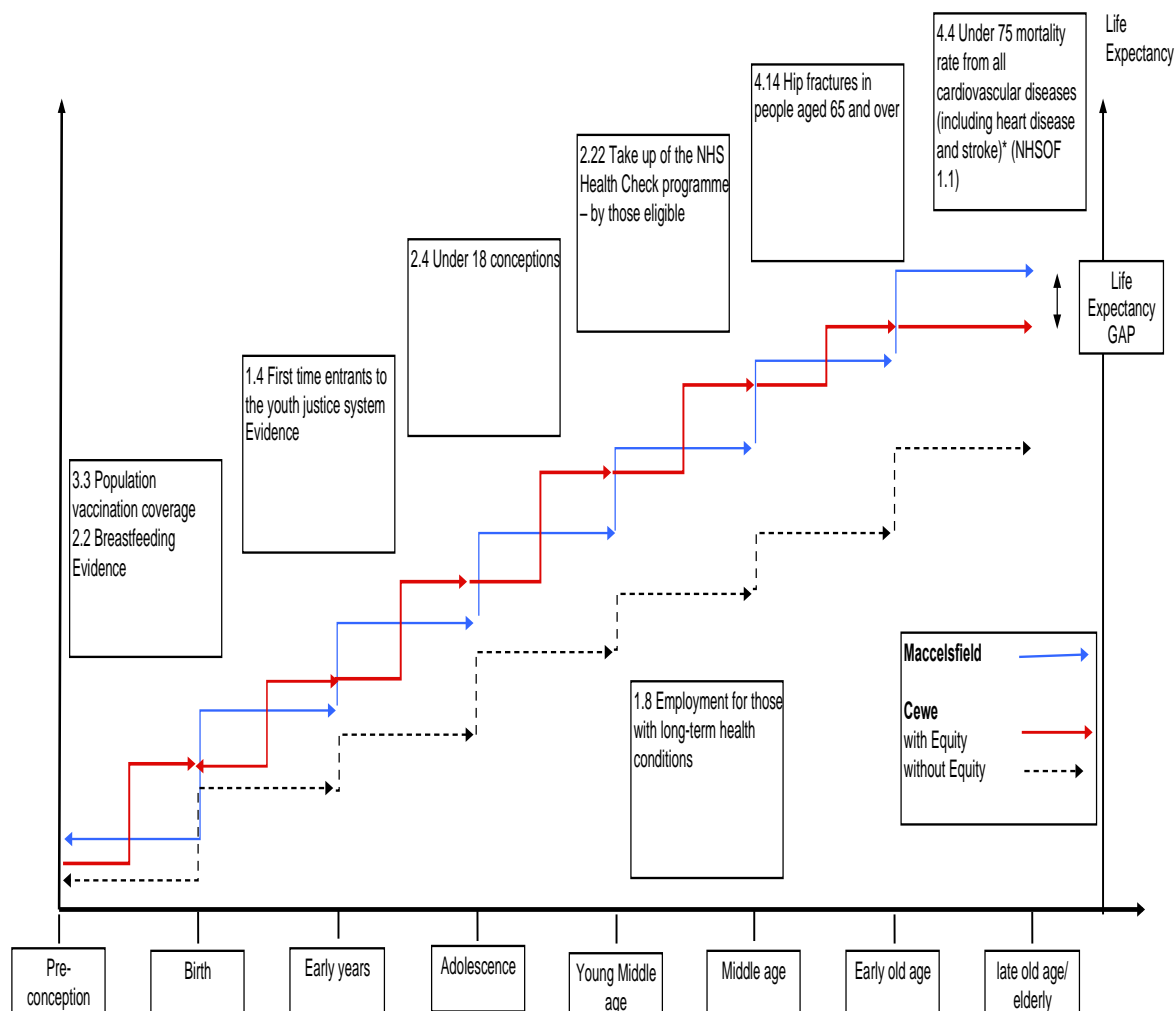 4.4 Under 75 mortality
rate from all
cardiovascular diseases
(including heart disease
and stroke)* (NHSOF
1.1)
Life
Expectancy
4.14 Hip fractures in
people aged 65 and over
2.22 Take up of the NHS
Health Check programme
– by those eligible
2.4 Under 18 conceptions
Life
Expectancy
GAP
1.4 First time entrants to
the youth justice system
Evidence
3.3 Population
vaccination coverage
2.2 Breastfeeding
Evidence
1.8 Employment for those
with long-term health
conditions
Maccelsfield
Cewe
with Equity
without Equity
Pre-
conception
Birth
Early years
Adolescence
Young Middle
age
Middle age
Early old age
late old age/
elderly